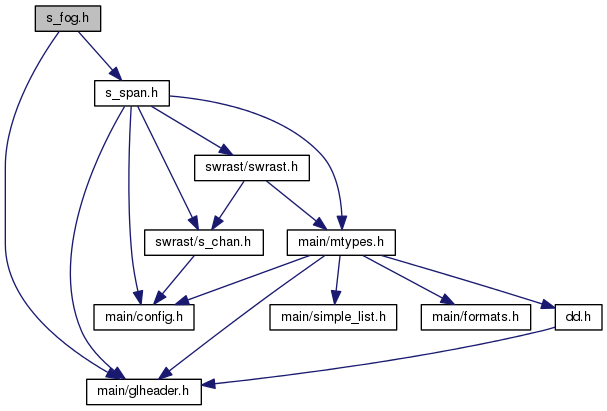 s_fog.h
s_span.h
swrast/swrast.h
swrast/s_chan.h
main/mtypes.h
main/config.h
main/simple_list.h
main/formats.h
dd.h
main/glheader.h